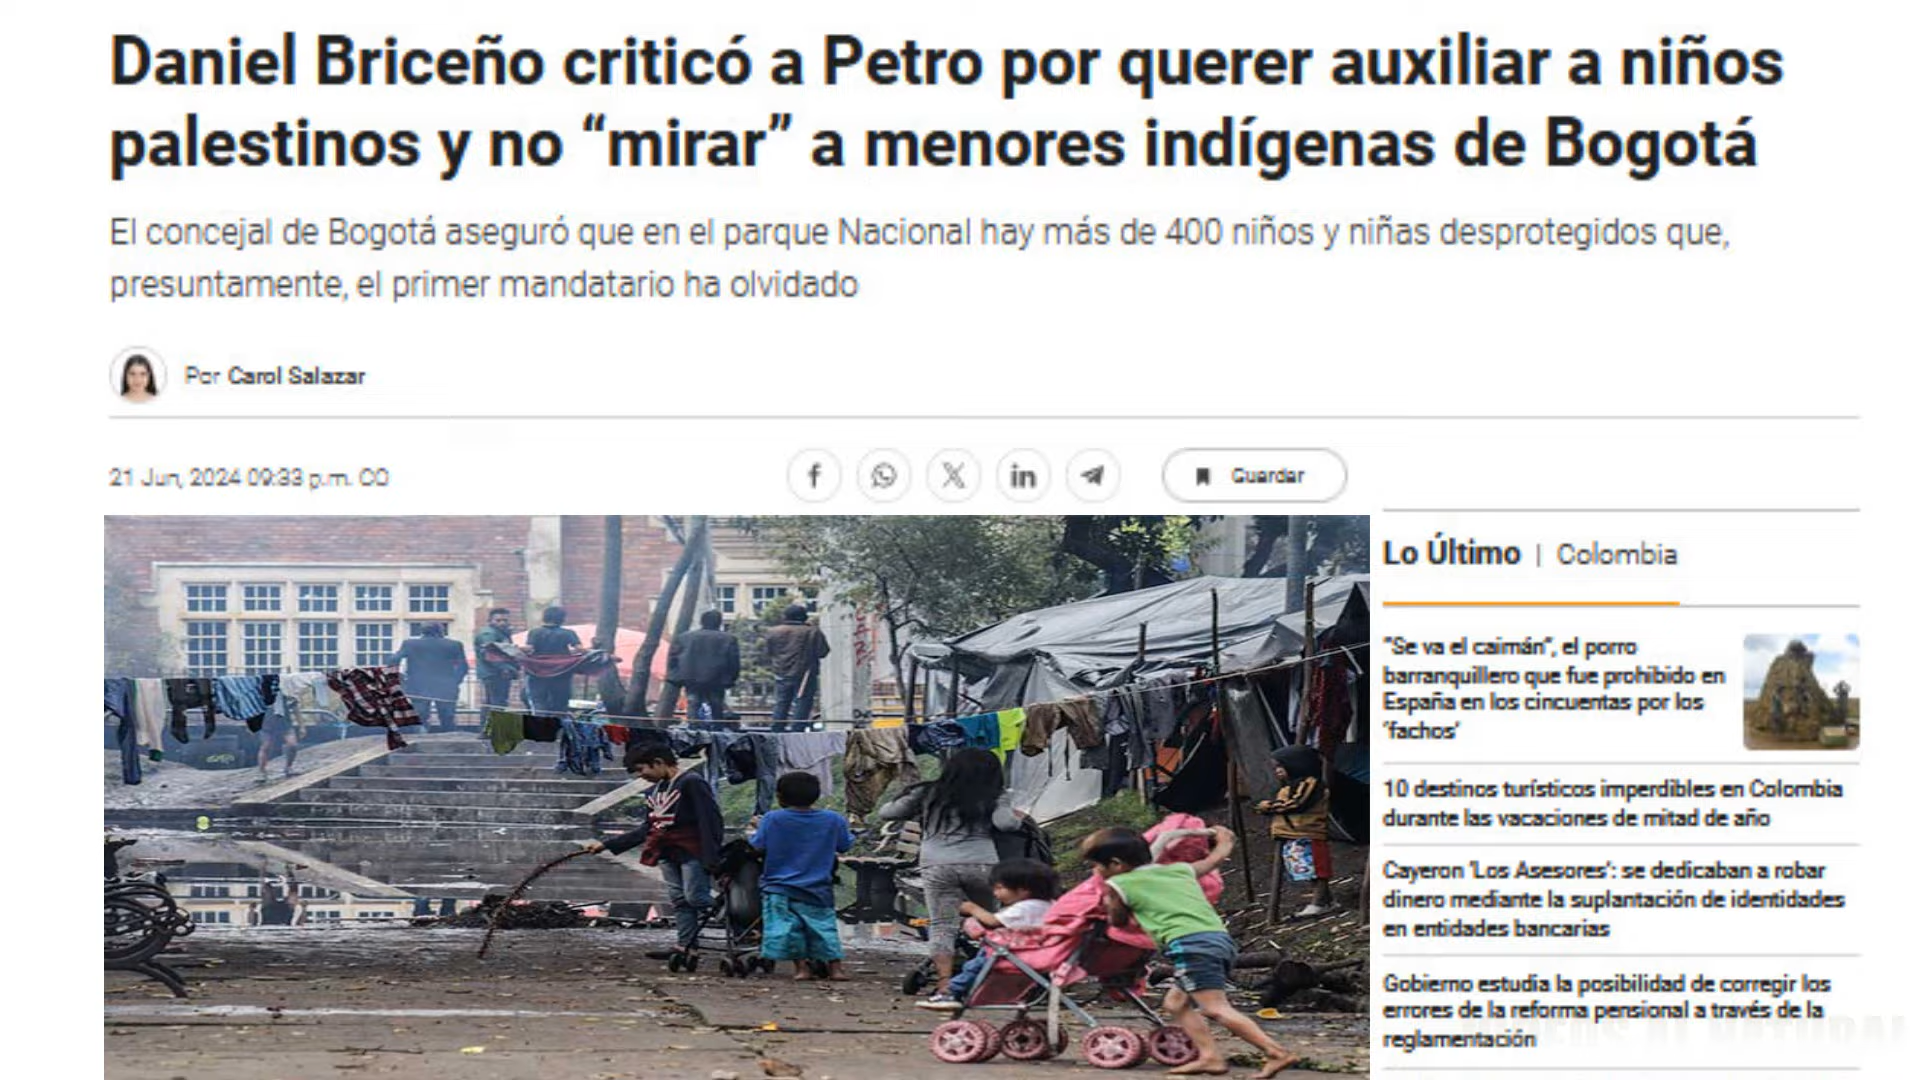 Daniel Briceño criticó a Petro por querer auxiliar a niños
palestinos y no “mirar” a menores indígenas de Bogotá
El concejal de Bogotá aseguró que en el parque Nacional hay más de 400 niños y niñas desprotegidos que,
presuntamente, el primer mandatario ha olvidado
Por Carol Salazar
21 Jun, 2024 09:33 p.m. CO
Guardar
Lo Último | Colombia
“Se va el caimán”, el porro
barranquillero que fue prohibido en
España en los cincuentas por los
‘fachos’
10 destinos turísticos imperdibles en Colombia
durante las vacaciones de mitad de año
Cayeron ‘Los Asesores’: se dedicaban a robar
dinero mediante la suplantación de identidades
en entidades bancarias
Gobierno estudia la posibilidad de corregir los
errores de la reforma pensional a través de la
reglamentación